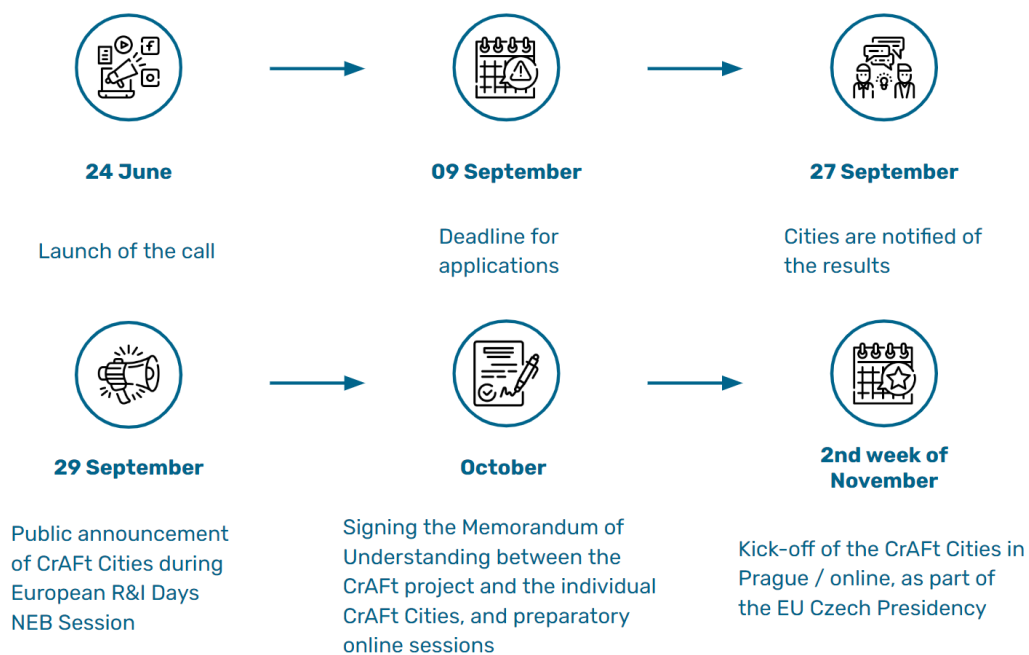 24 June
09 September
27 September
Launch of the call
Deadline for
applications
Cities are notified of
the results
29 September
October
2nd week of
November
Public announcement
of CrAFt Cities during
European R&I Days
NEB Session
Signing the Memorandum of
Understanding between the
CrAFt project and the individual
CrAFt Cities, and preparatory
online sessions
Kick-off of the CrAFt Cities in
Prague / online, as part of
the EU Czech Presidency